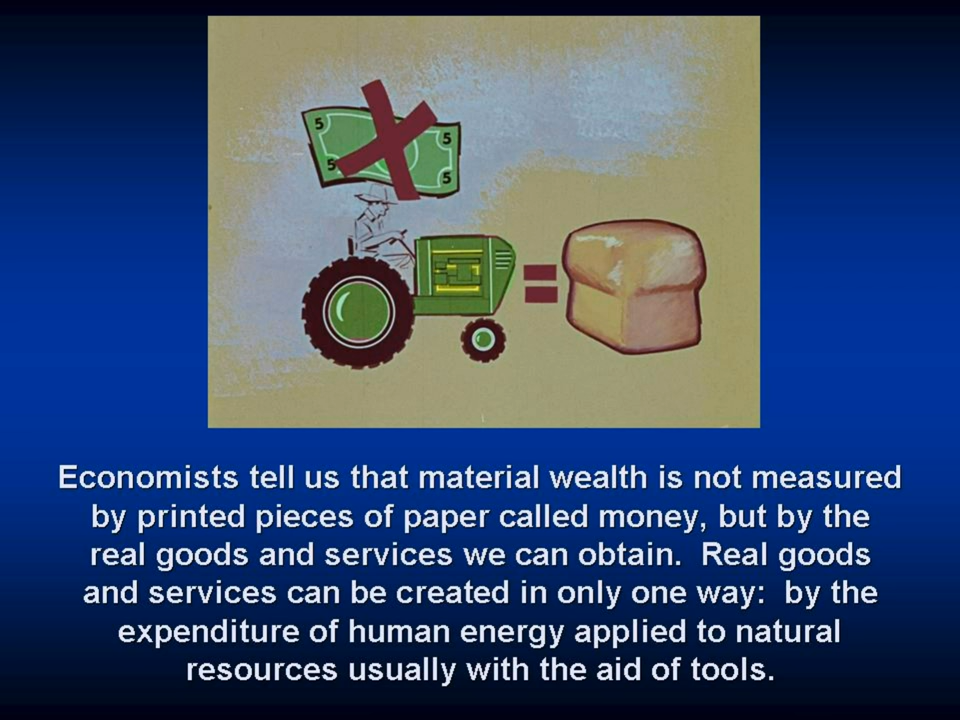 5
5
5
5
Economists tell us that material wealth is not measured
by printed pieces of paper called money, but by the
real goods and services we can obtain.  Real goods
and services can be created in only one way:  by the
expenditure of human energy applied to natural
resources usually with the aid of tools.